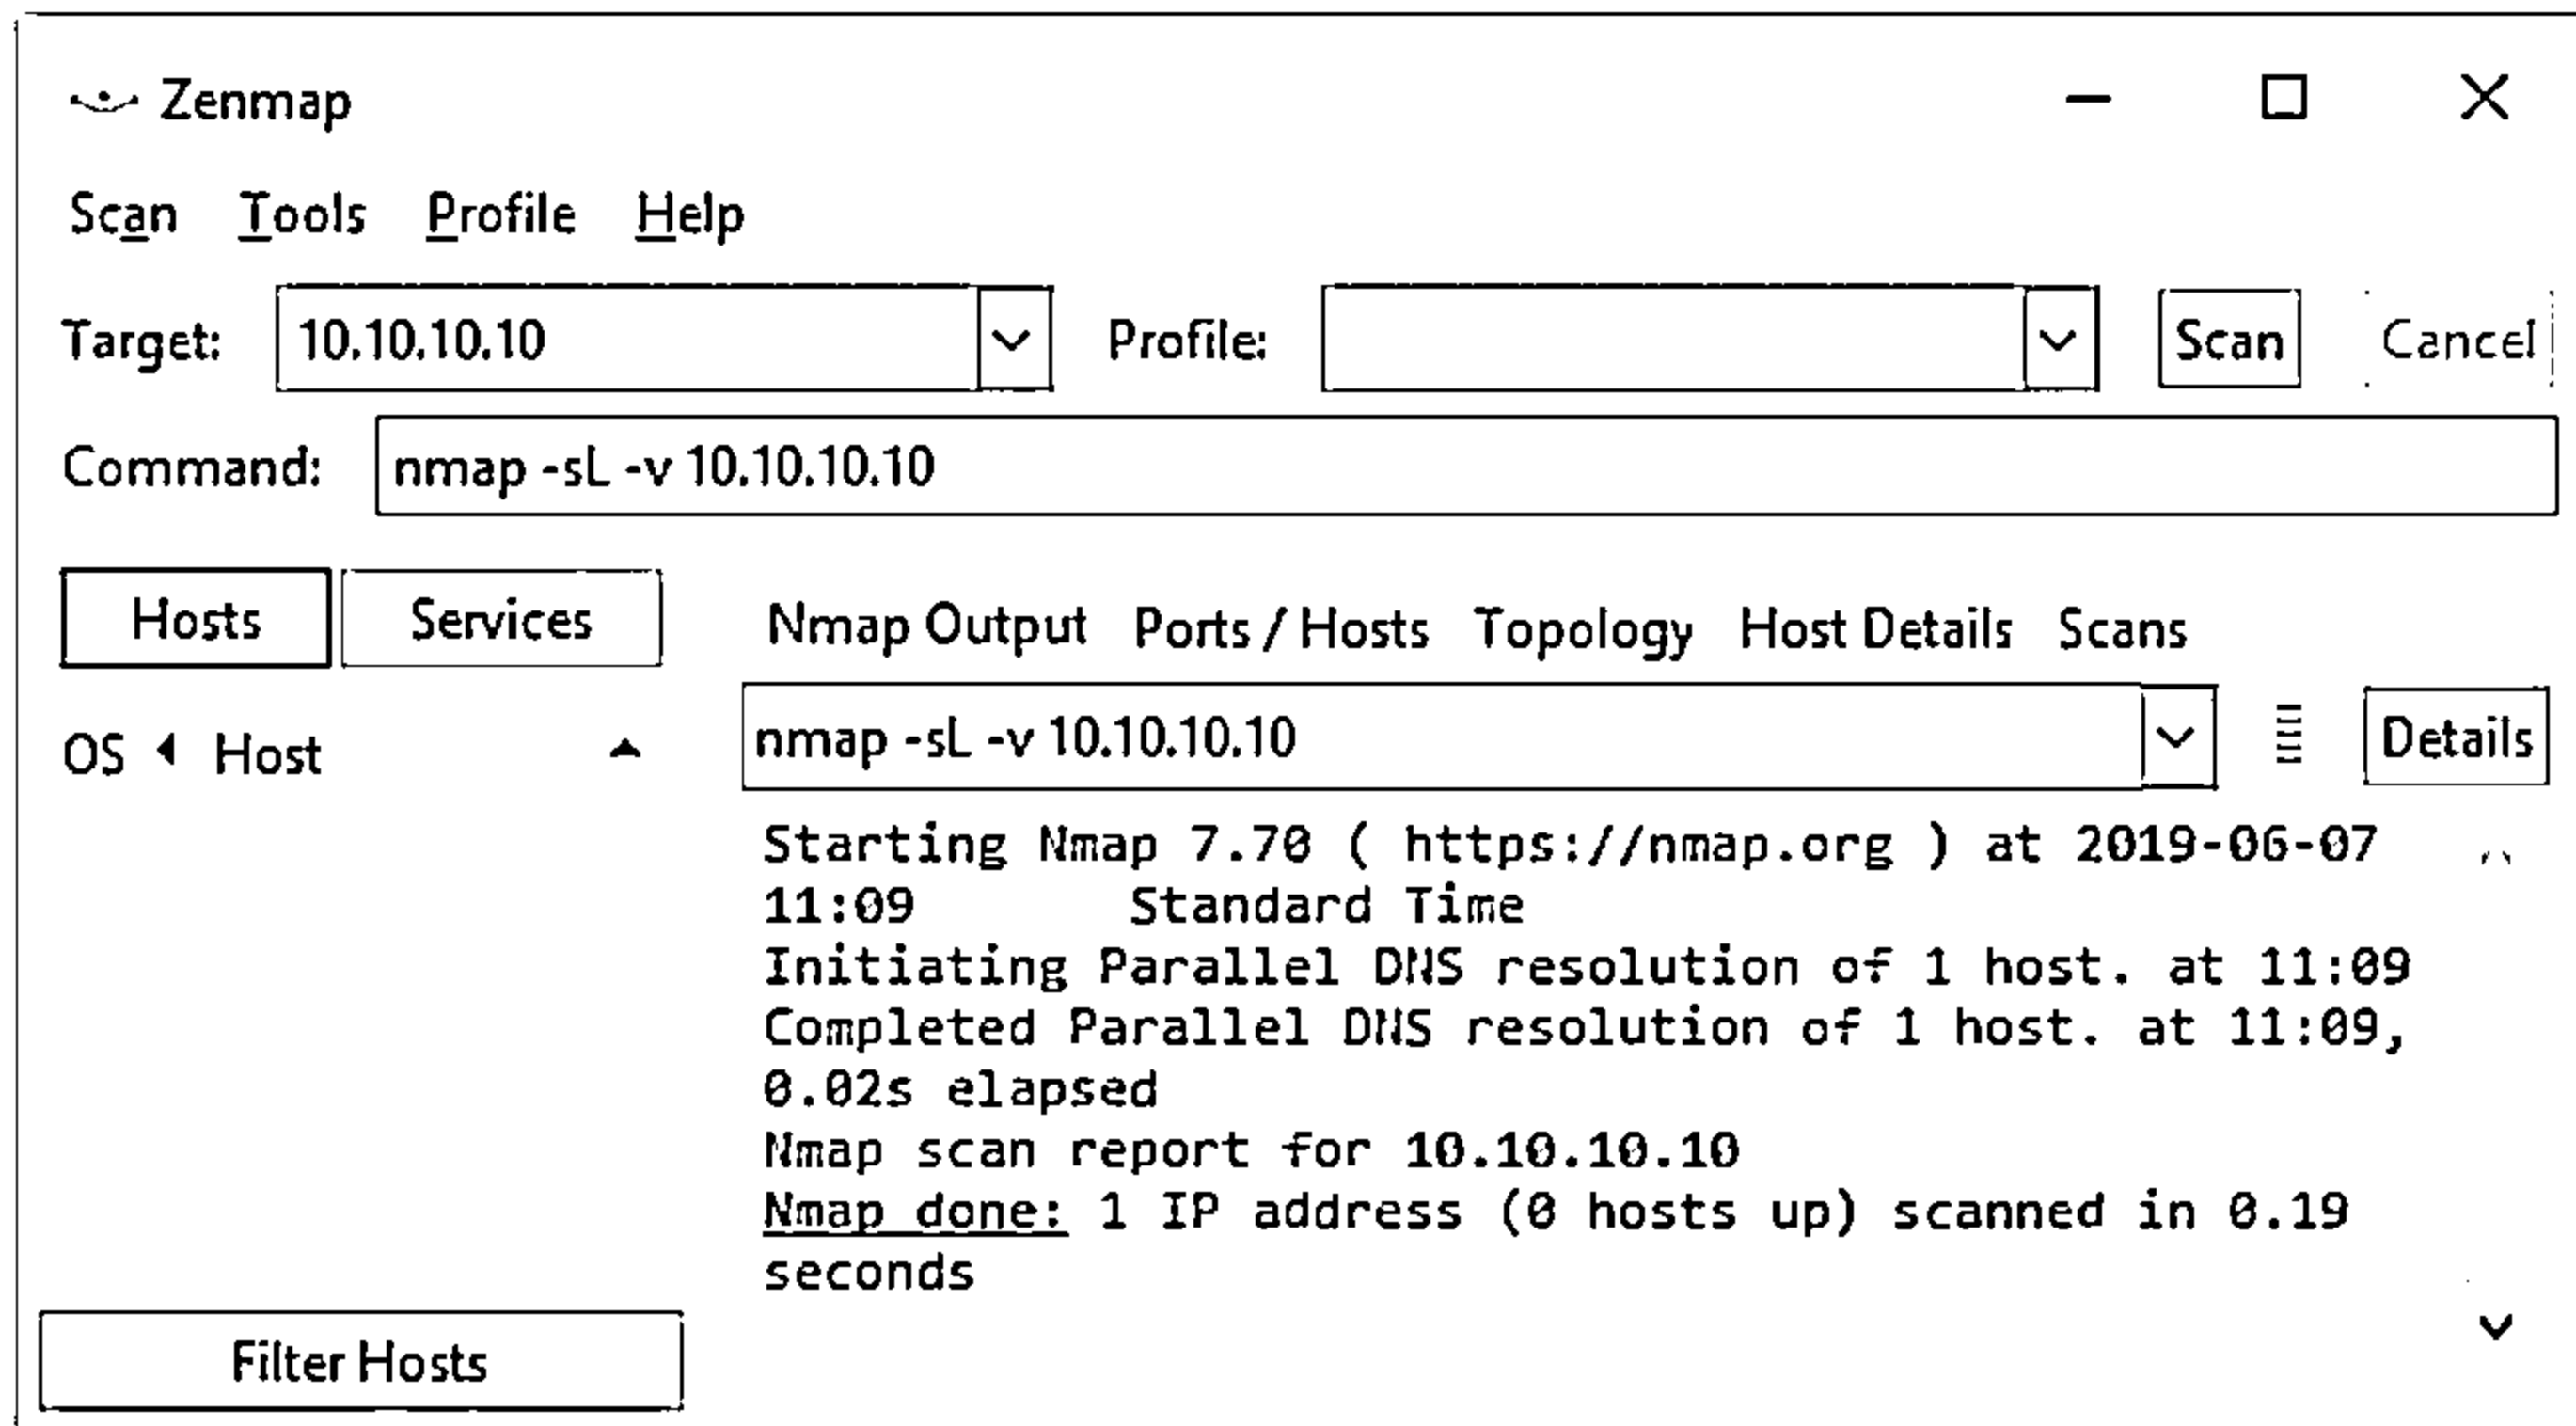 Zenmap
Scan Tools Profile Help
Target: 10.10.10.10 Profile: Scan Cancel
Command: nmap -sL -v 10.10.10.10
Hosts Services Nmap Output Ports / Hosts Topology Host Details Scans
OS Host nmap -sL -v 10.10.10.10 Details
Starting Nmap 7.70 ( https://nmap.org ) at 2019-06-07
11:09 Standard Time
Initiating Parallel DNS resolution of 1 host. at 11:09
Completed Parallel DNS resolution of 1 host. at 11:09,
0.02s elapsed
Nmap scan report for 10.10.10.10
Nmap done: 1 IP address (0 hosts up) scanned in 0.19
seconds
Filter Hosts